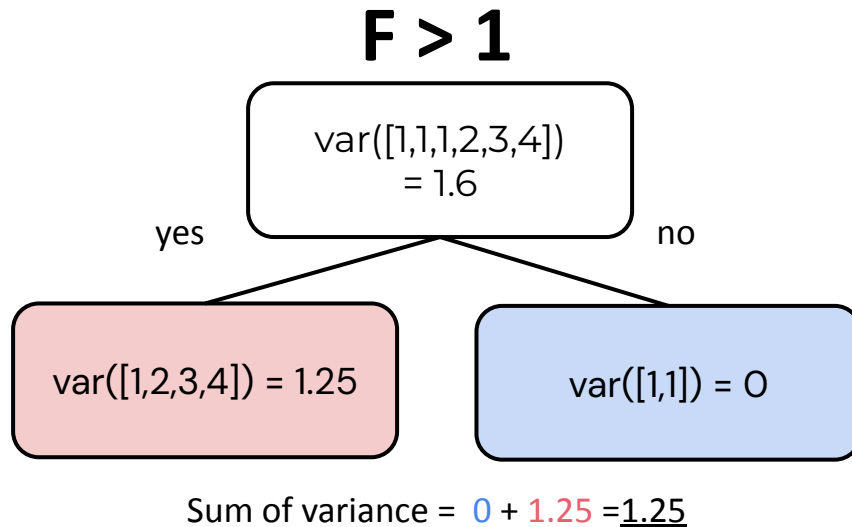 F > 1
var([1,1,1,2,3,4])
= 1.6
yes
no
var([1,2,3,4]) = 1.25
var([1,1]) = 0
Sum of variance = 0 + 1.25 =1.25